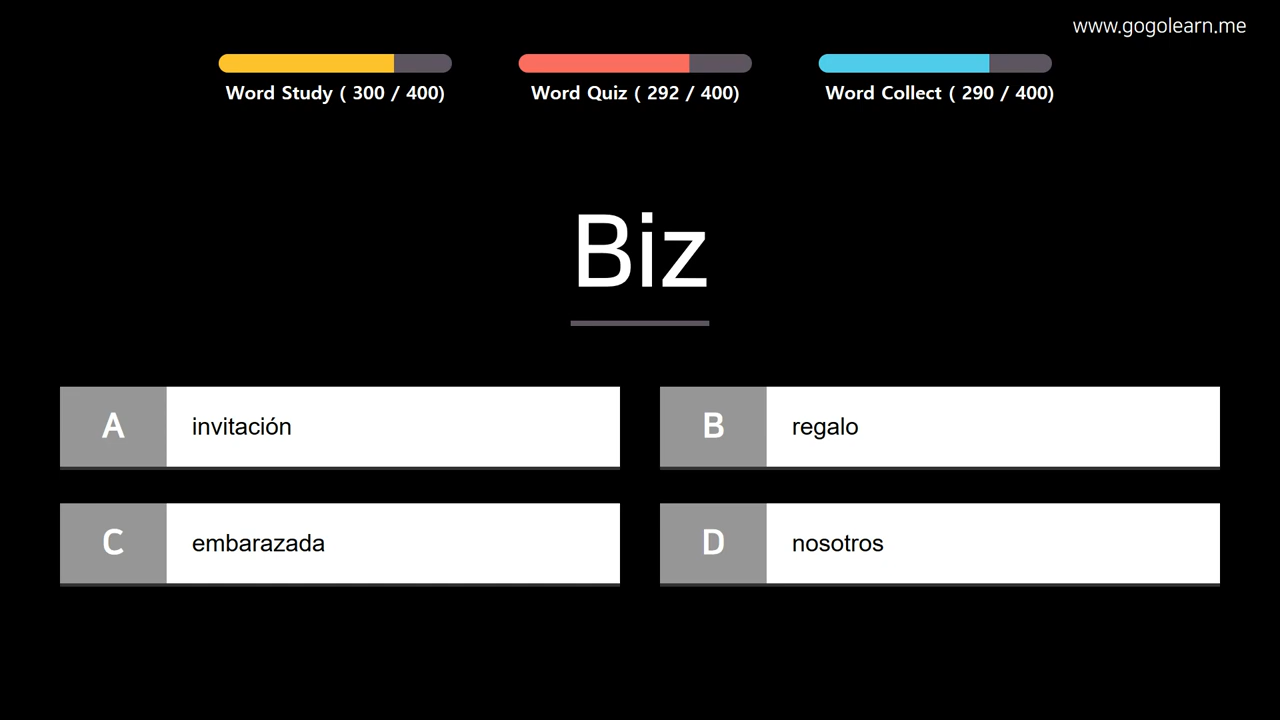 www.gogolearn.me
Word Study ( 300 / 400)
Word Quiz ( 292 / 400)
Word Collect ( 290 / 400)
Biz
A invitación
B regalo
C embarazada
D nosotros